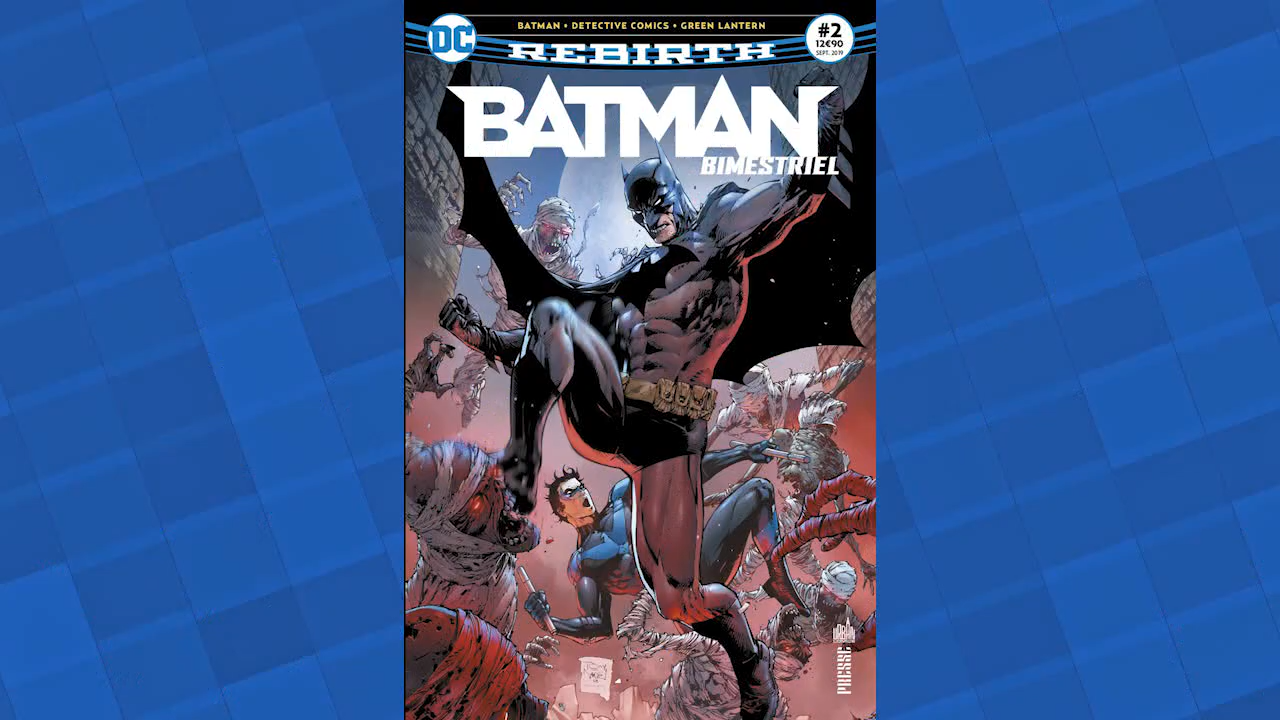 BATMAN • DETECTIVE COMICS • GREEN LANTERN
DC
REBIRTH
#2
12€90
SEPT. 2019
BATMAN
BIMESTRIEL
URBAN
PRESSE